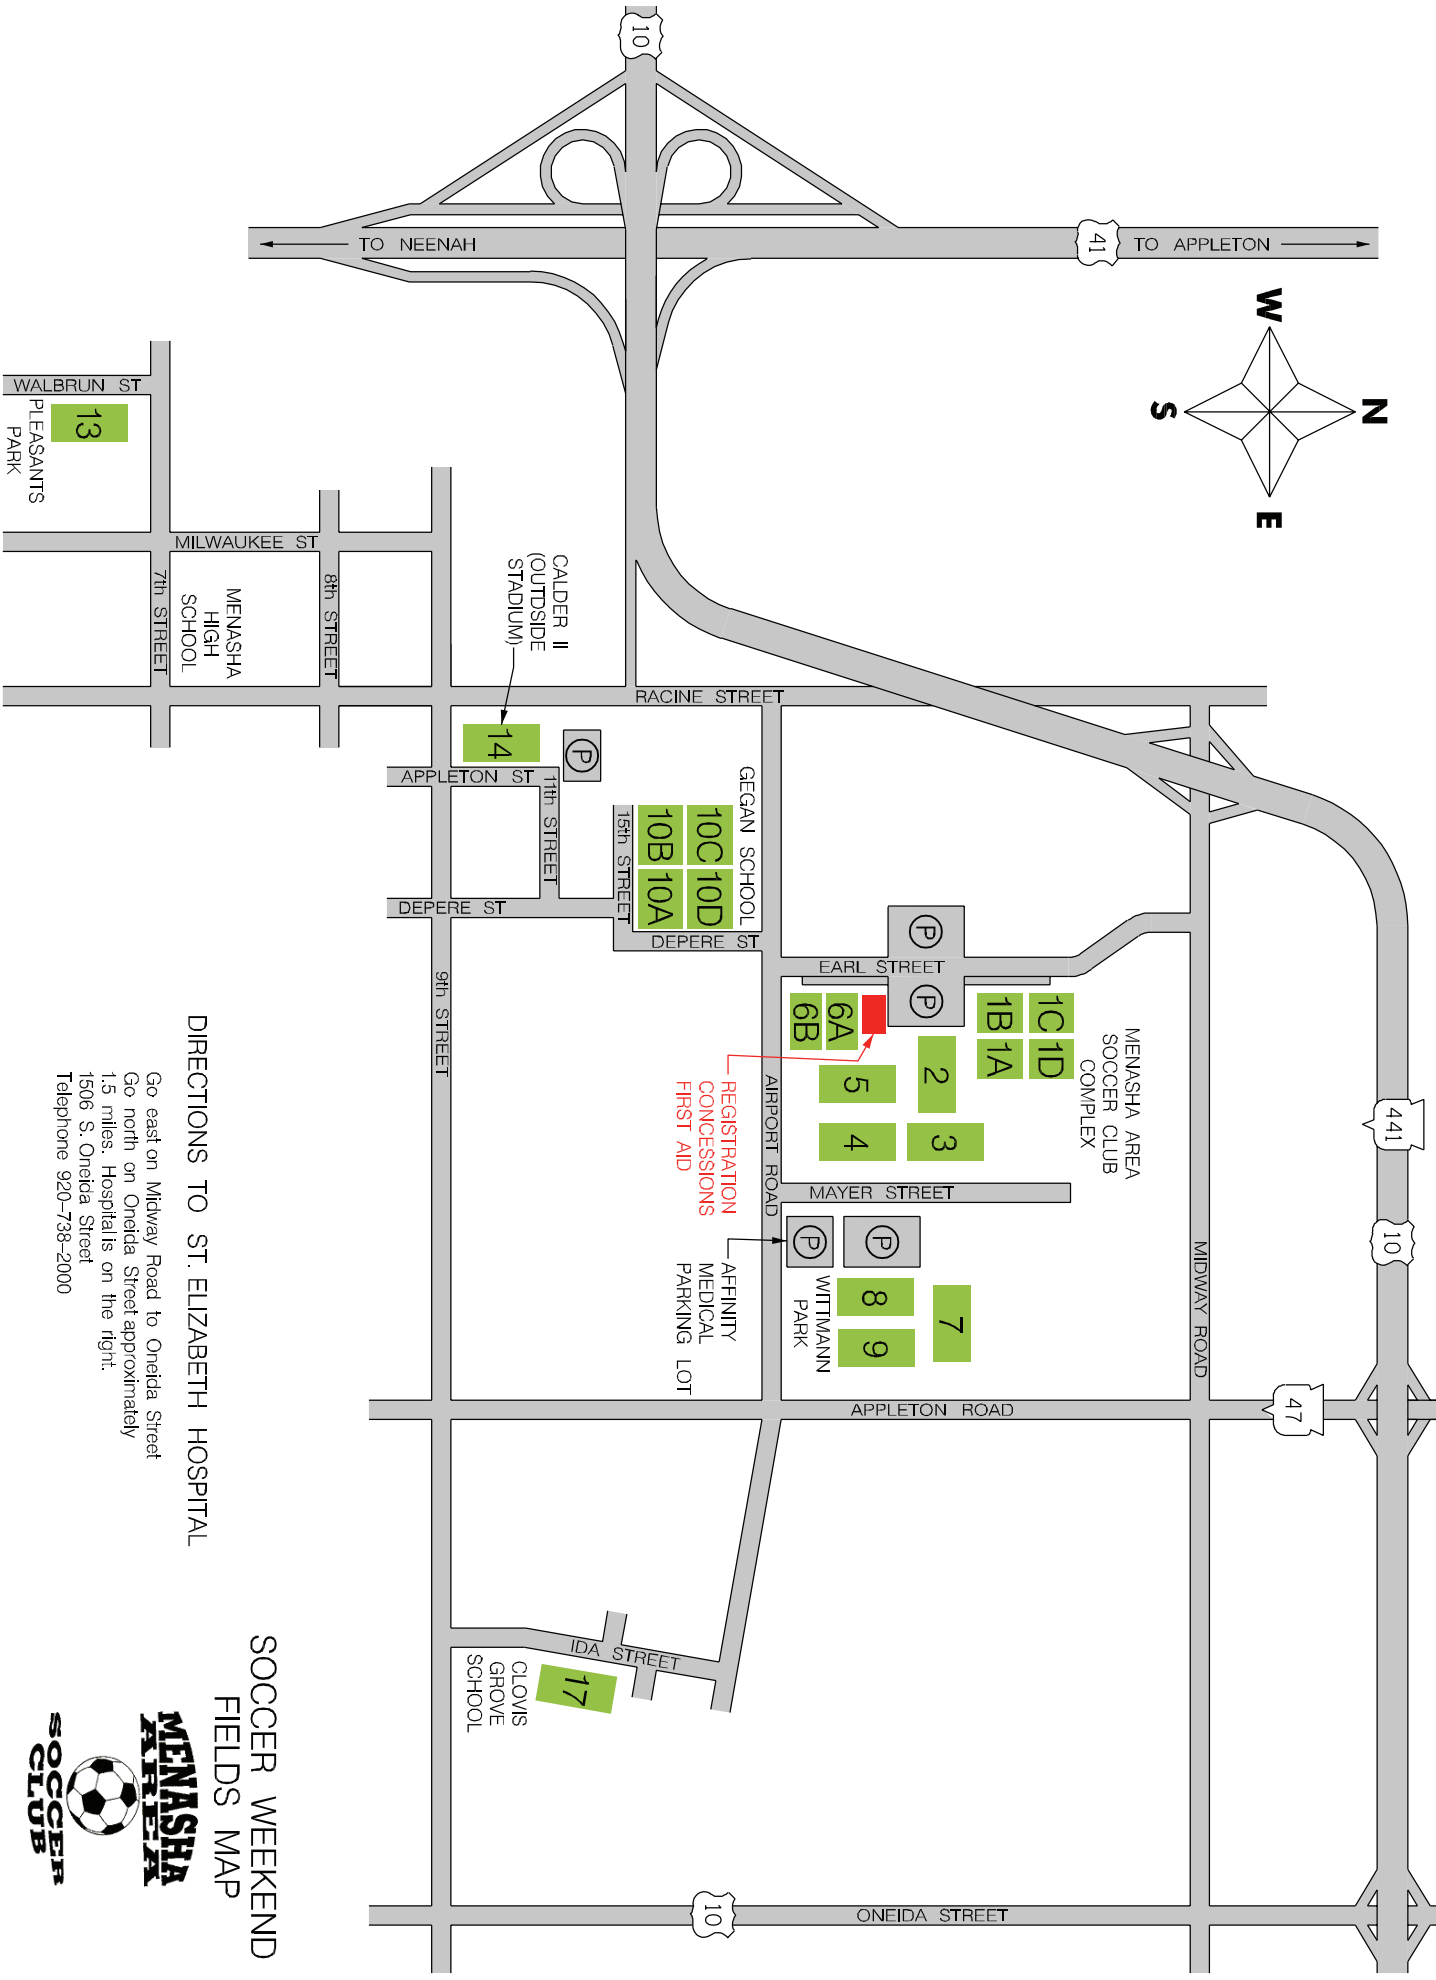 10
TO NEENAH
41
TO APPLETON
N
W
E
S
441
10
47
MIDWAY ROAD
RACINE STREET
MENASHA AREA
SOCCER CLUB
COMPLEX
1C
1D
1B
1A
EARL STREET
P
P
2
3
5
4
6A
6B
REGISTRATION
CONCESSIONS
FIRST AID
MAYER STREET
P
P
7
8
9
WITTMANN
PARK
AFFINITY
MEDICAL
PARKING LOT
AIRPORT ROAD
APPLETON ROAD
ONEIDA STREET
10
GEGAN SCHOOL
10C
10D
10B
10A
15th STREET
DEPERE ST
P
CALDER II
(OUTDSIDE
STADIUM)
14
11th STREET
APPLETON ST
DEPERE ST
9th STREET
IDA STREET
17
CLOVIS
GROVE
SCHOOL
8th STREET
MENASHA
HIGH
SCHOOL
MILWAUKEE ST
7th STREET
WALBRUN ST
13
PLEASANTS
PARK
DIRECTIONS TO ST. ELIZABETH HOSPITAL
Go east on Midway Road to Oneida Street
Go north on Oneida Street approximately
1.5 miles. Hospital is on the right.
1506 S. Oneida Street
Telephone 920-738-2000
SOCCER WEEKEND
FIELDS MAP
MENASHA
AREA
SOCCER
CLUB